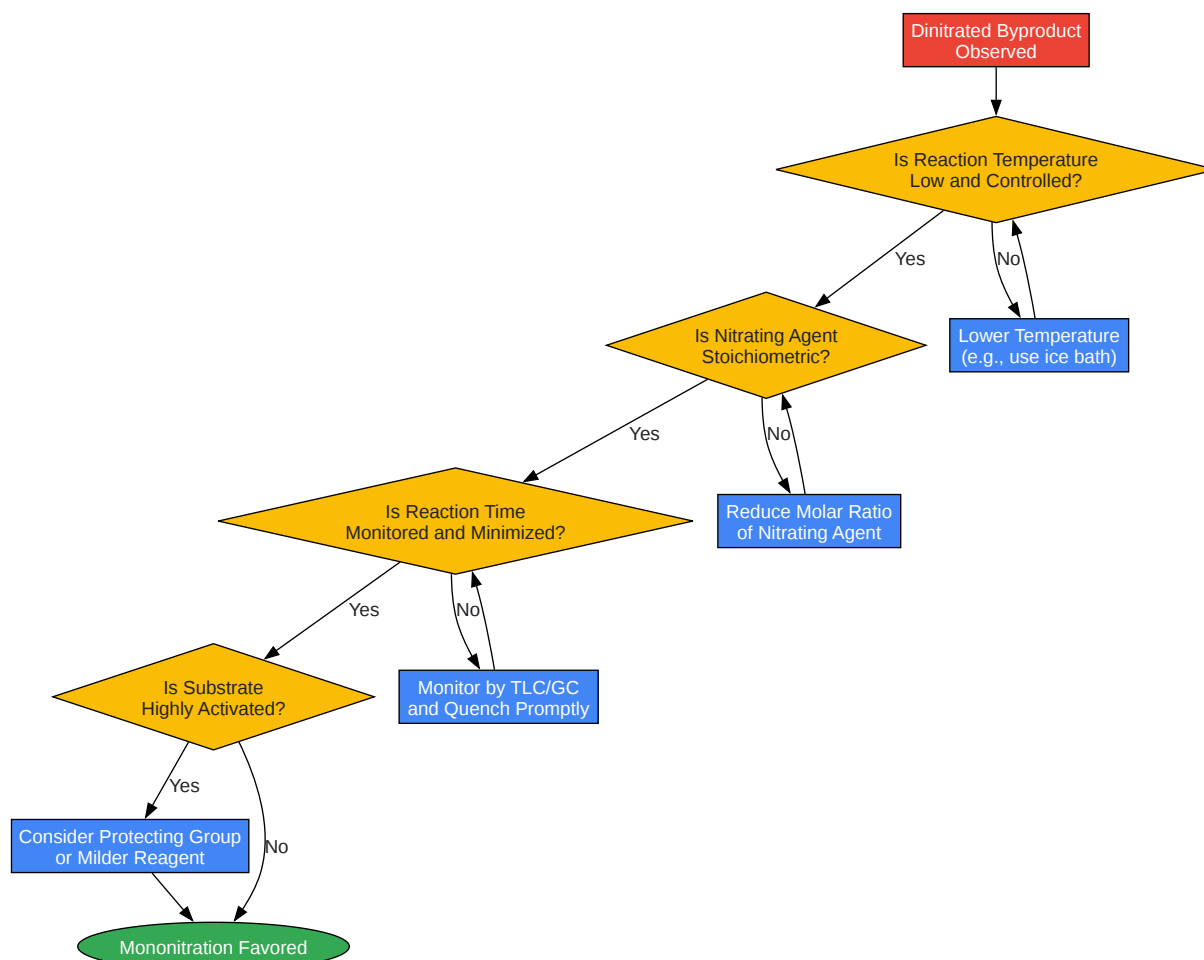 Dinitrated Byproduct
Observed
Is Reaction Temperature
Low and Controlled?
Yes
No
Is Nitrating Agent
Stoichiometric?
Lower Temperature
(e.g., use ice bath)
Yes
No
Is Reaction Time
Monitored and Minimized?
Reduce Molar Ratio
of Nitrating Agent
Yes
No
Is Substrate
Highly Activated?
Monitor by TLC/GC
and Quench Promptly
Yes
No
Consider Protecting Group
or Milder Reagent
Mononitration Favored